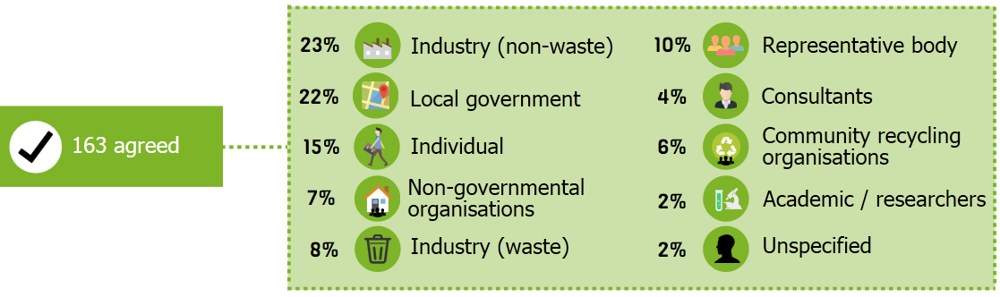 163 agreed
23% Industry (non-waste)
22% Local government
15% Individual
7% Non-governmental
organisations
8% Industry (waste)
10% Representative body
4% Consultants
6% Community recycling
organisations
2% Academic / researchers
2% Unspecified